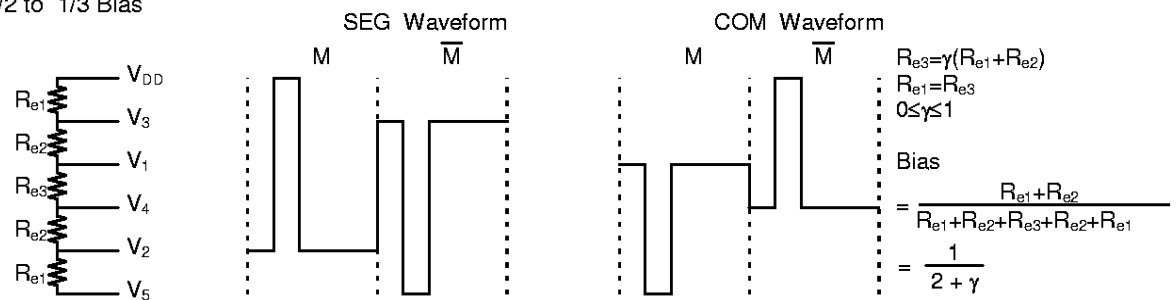 /2 to 1/3 Bias
SEG Waveform
M M̅
COM Waveform
M M̅
VDD
Re1
V3
Re2
V1
Re3
V4
Re2
V2
Re1
V5
Re3=γ(Re1+Re2)
Re1=Re3
0≤γ≤1
Bias
= Re1+Re2
Re1+Re2+Re3+Re2+Re1
= 1
2 + γ